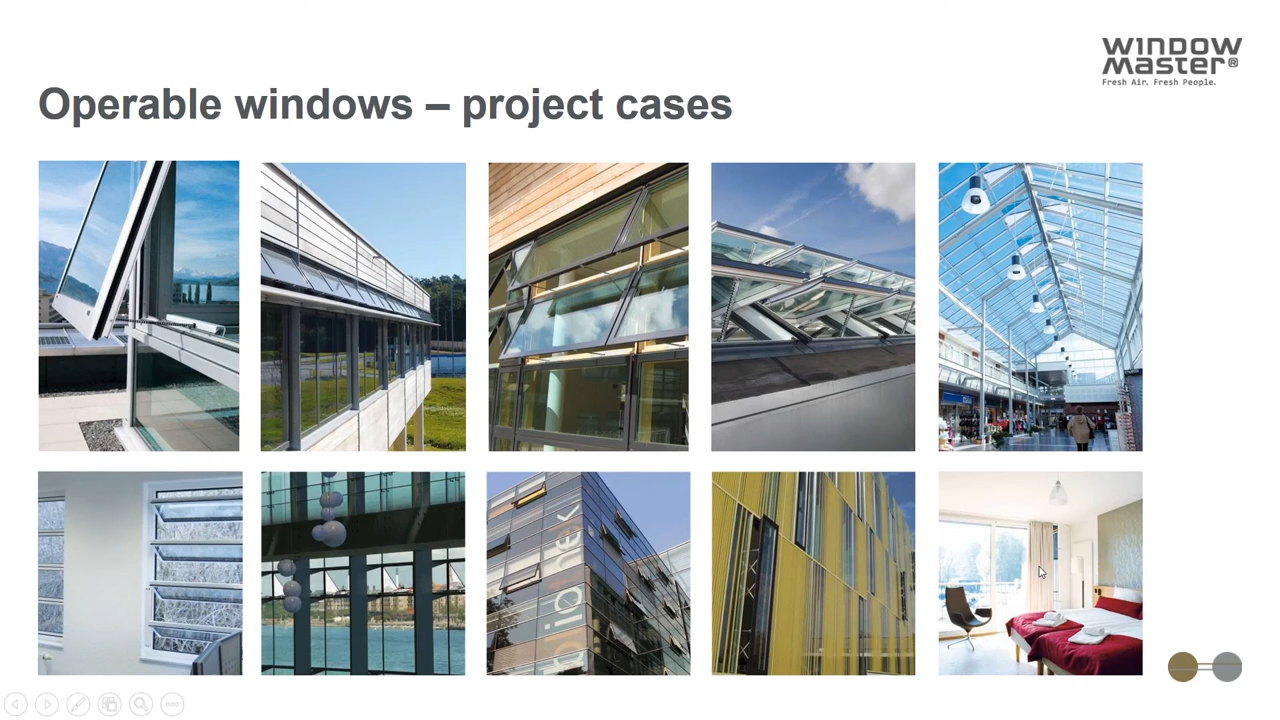 WINDOW
Master®
Fresh Air. Fresh People.
Operable windows – project cases